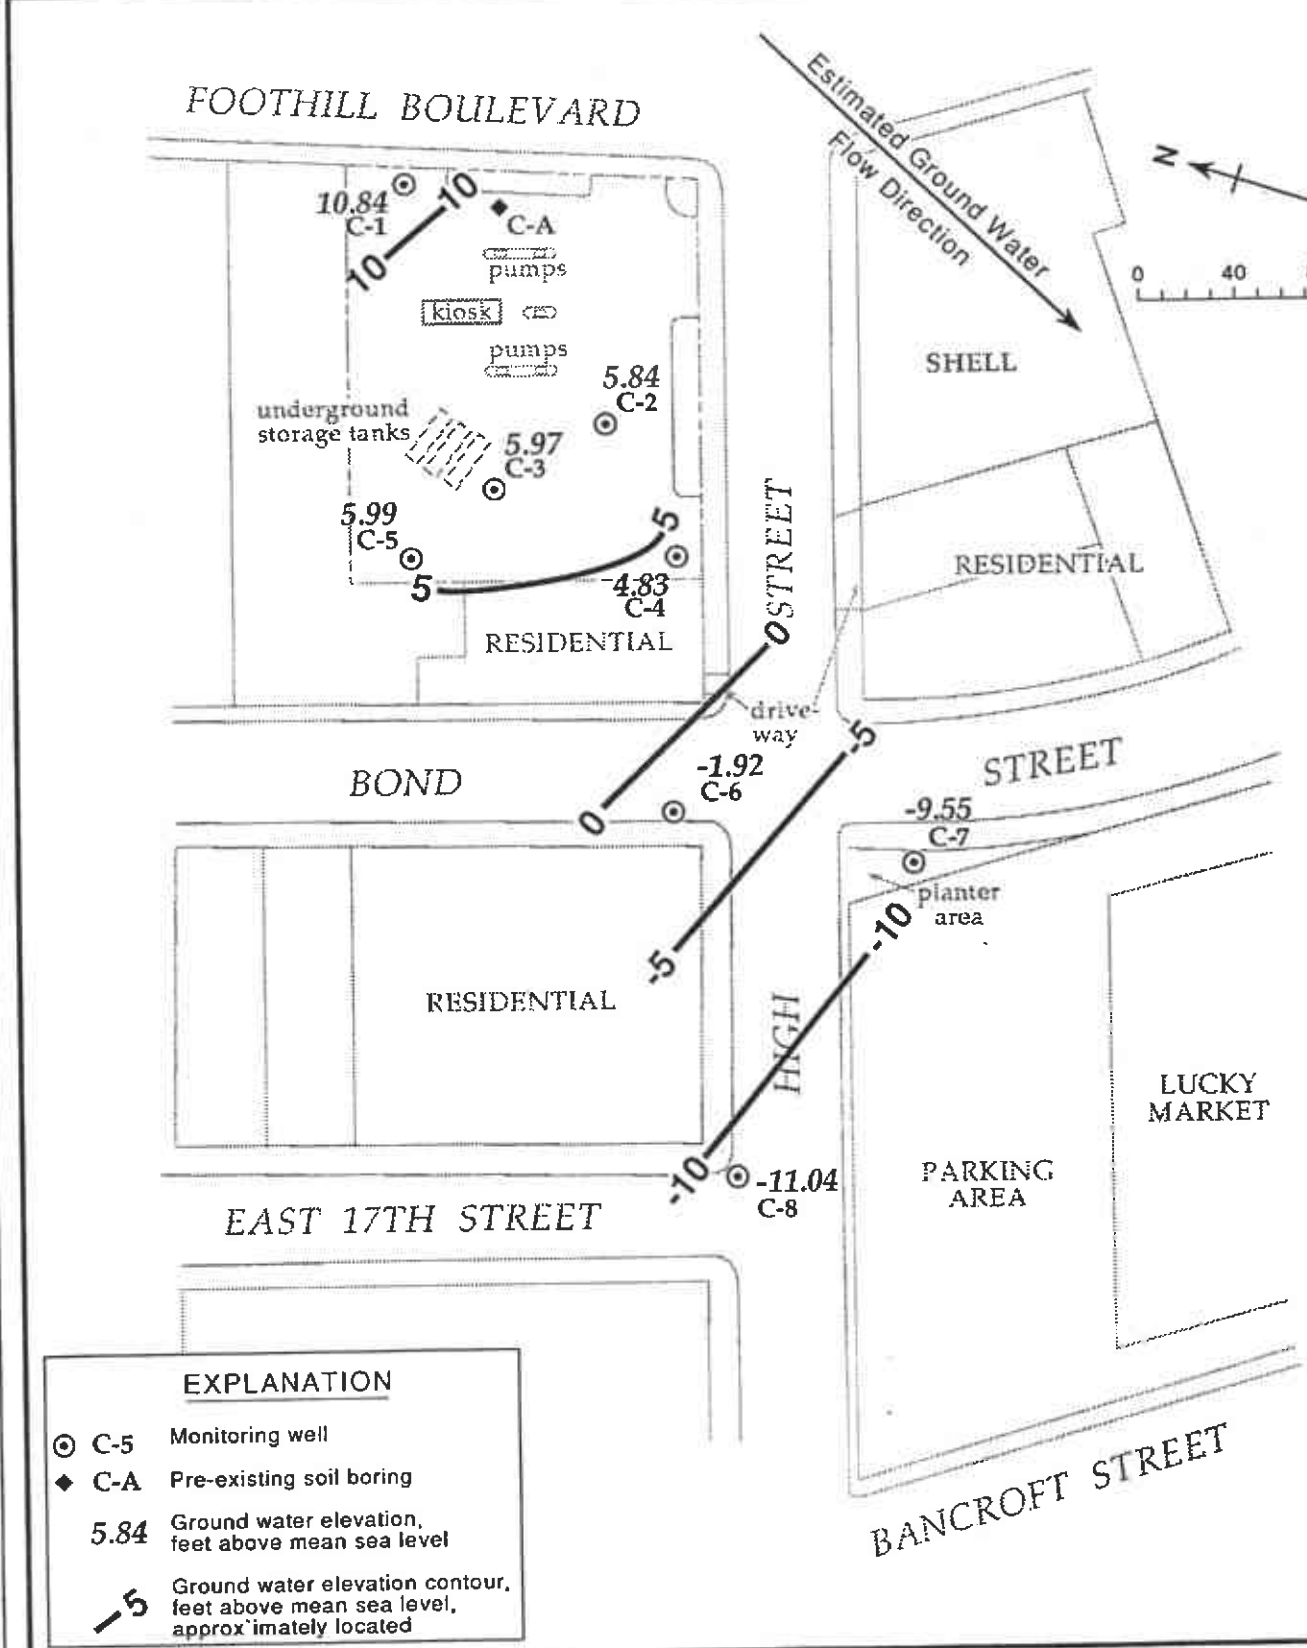 FOOTHILL BOULEVARD
Estimated Ground Water
Flow Direction
N
0 40
10.84
C-1
10
10
C-A
pumps
kiosk
pumps
SHELL
5.84
C-2
underground
storage tanks
5.97
C-3
5.99
C-5
5
5
4.83
C-4
RESIDENTIAL
STREET
RESIDENTIAL
0
drive-
way
-5
BOND
-1.92
C-6
STREET
0
-9.55
C-7
planter
area
-10
-5
RESIDENTIAL
HIGH
LUCKY
MARKET
-10
-11.04
C-8
PARKING
AREA
EAST 17TH STREET
BANCROFT STREET
EXPLANATION
C-5 Monitoring well
C-A Pre-existing soil boring
5.84 Ground water elevation,
feet above mean sea level
5 Ground water elevation contour,
feet above mean sea level,
approximately located